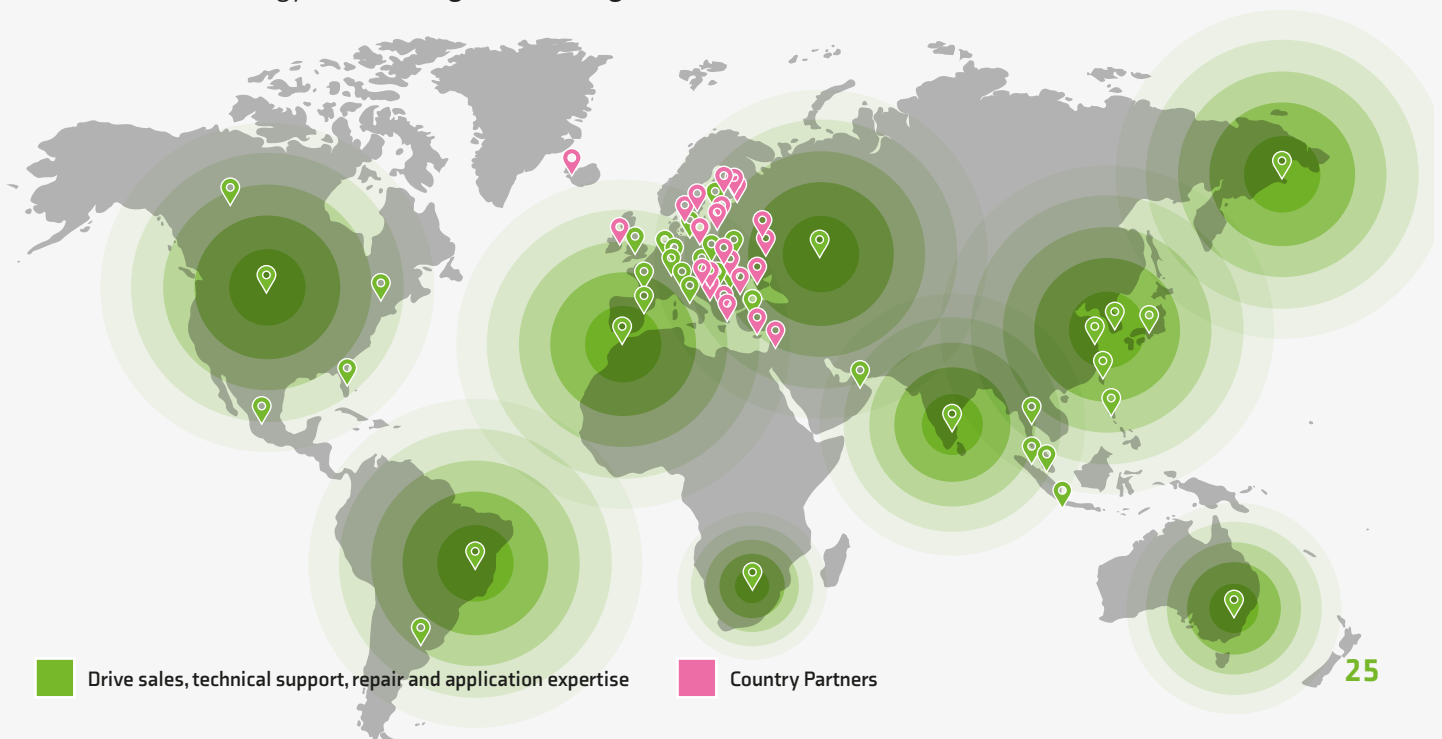 Drive sales, technical support, repair and application expertise
Country Partners
25